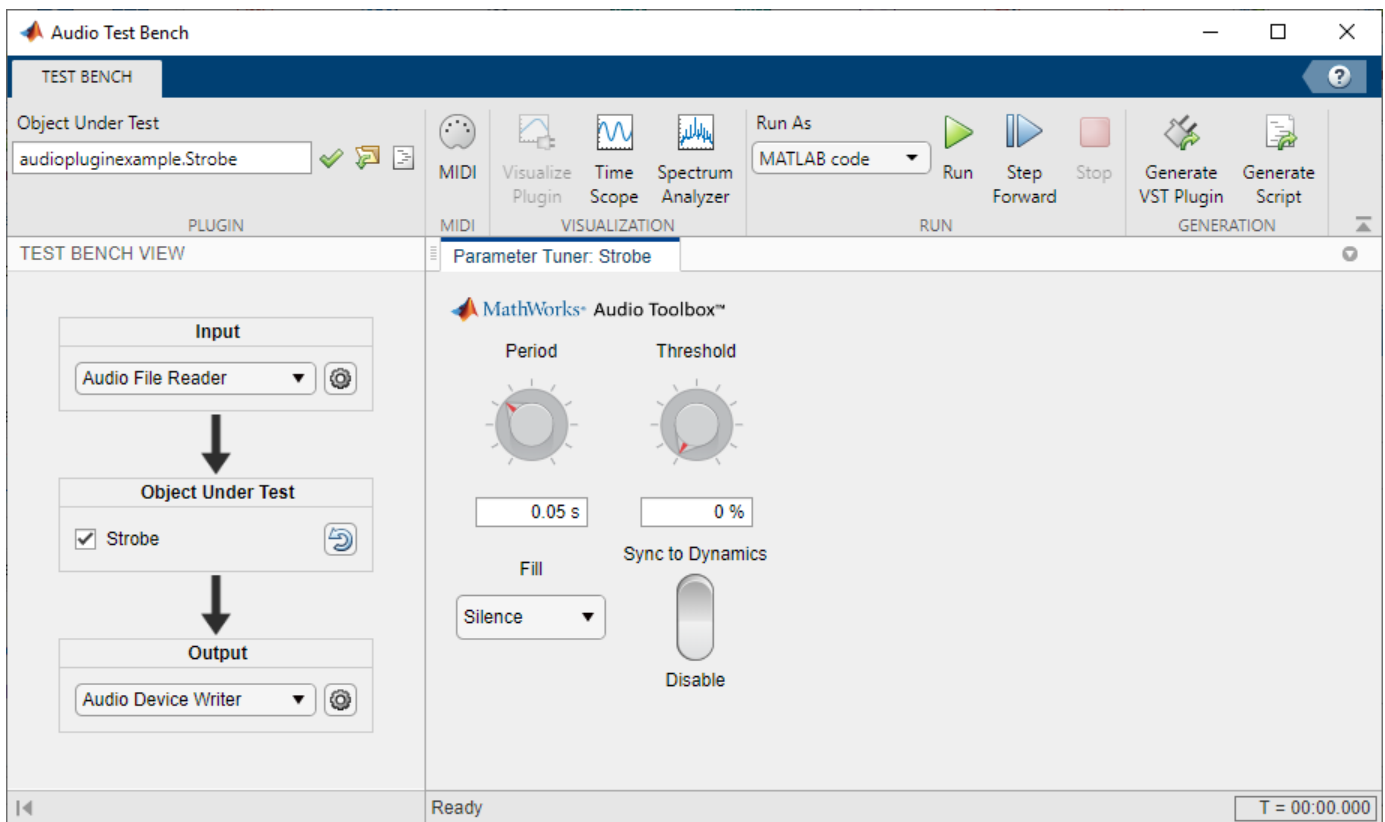 Audio Test Bench
TEST BENCH
?
Object Under Test
audiopluginexample.Strobe
MIDI
Visualize
Plugin
Time
Scope
Spectrum
Analyzer
Run As
MATLAB code
Run
Step
Forward
Stop
Generate
VST Plugin
Generate
Script
PLUGIN
MIDI
VISUALIZATION
RUN
GENERATION
TEST BENCH VIEW
Parameter Tuner: Strobe
Input
Audio File Reader
Object Under Test
Strobe
Output
Audio Device Writer
MathWorks® Audio Toolbox™
Period
Threshold
0.05 s
0 %
Fill
Silence
Sync to Dynamics
Disable
Ready
T = 00:00.000